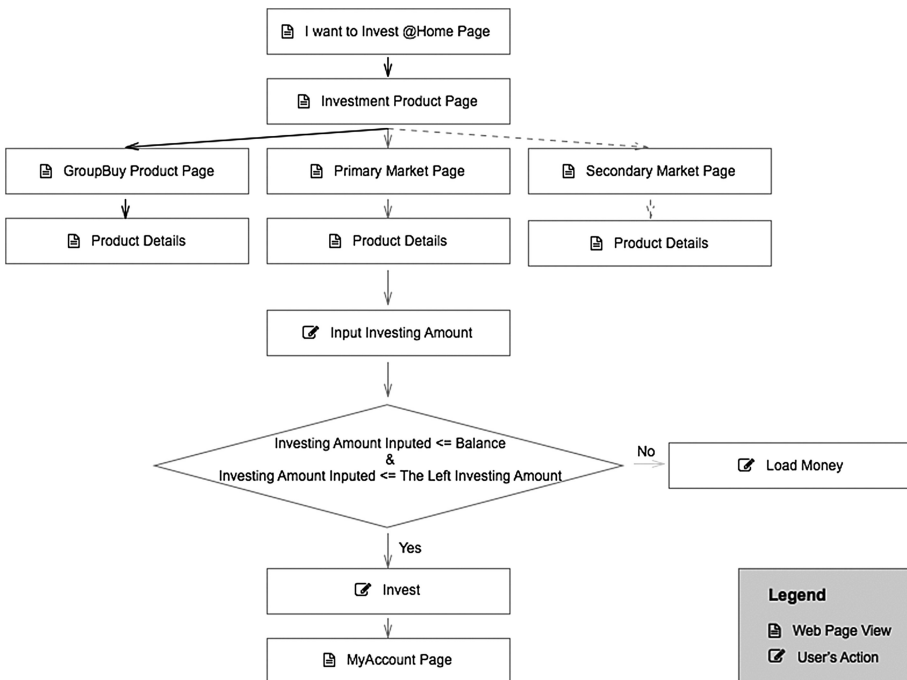 I want to Invest @Home Page
Investment Product Page
GroupBuy Product Page
Primary Market Page
Secondary Market Page
Product Details
Product Details
Product Details
Input Investing Amount
Investing Amount Inputed <= Balance
&
Investing Amount Inputed <= The Left Investing Amount
No
Load Money
Yes
Invest
MyAccount Page
Legend
Web Page View
User's Action